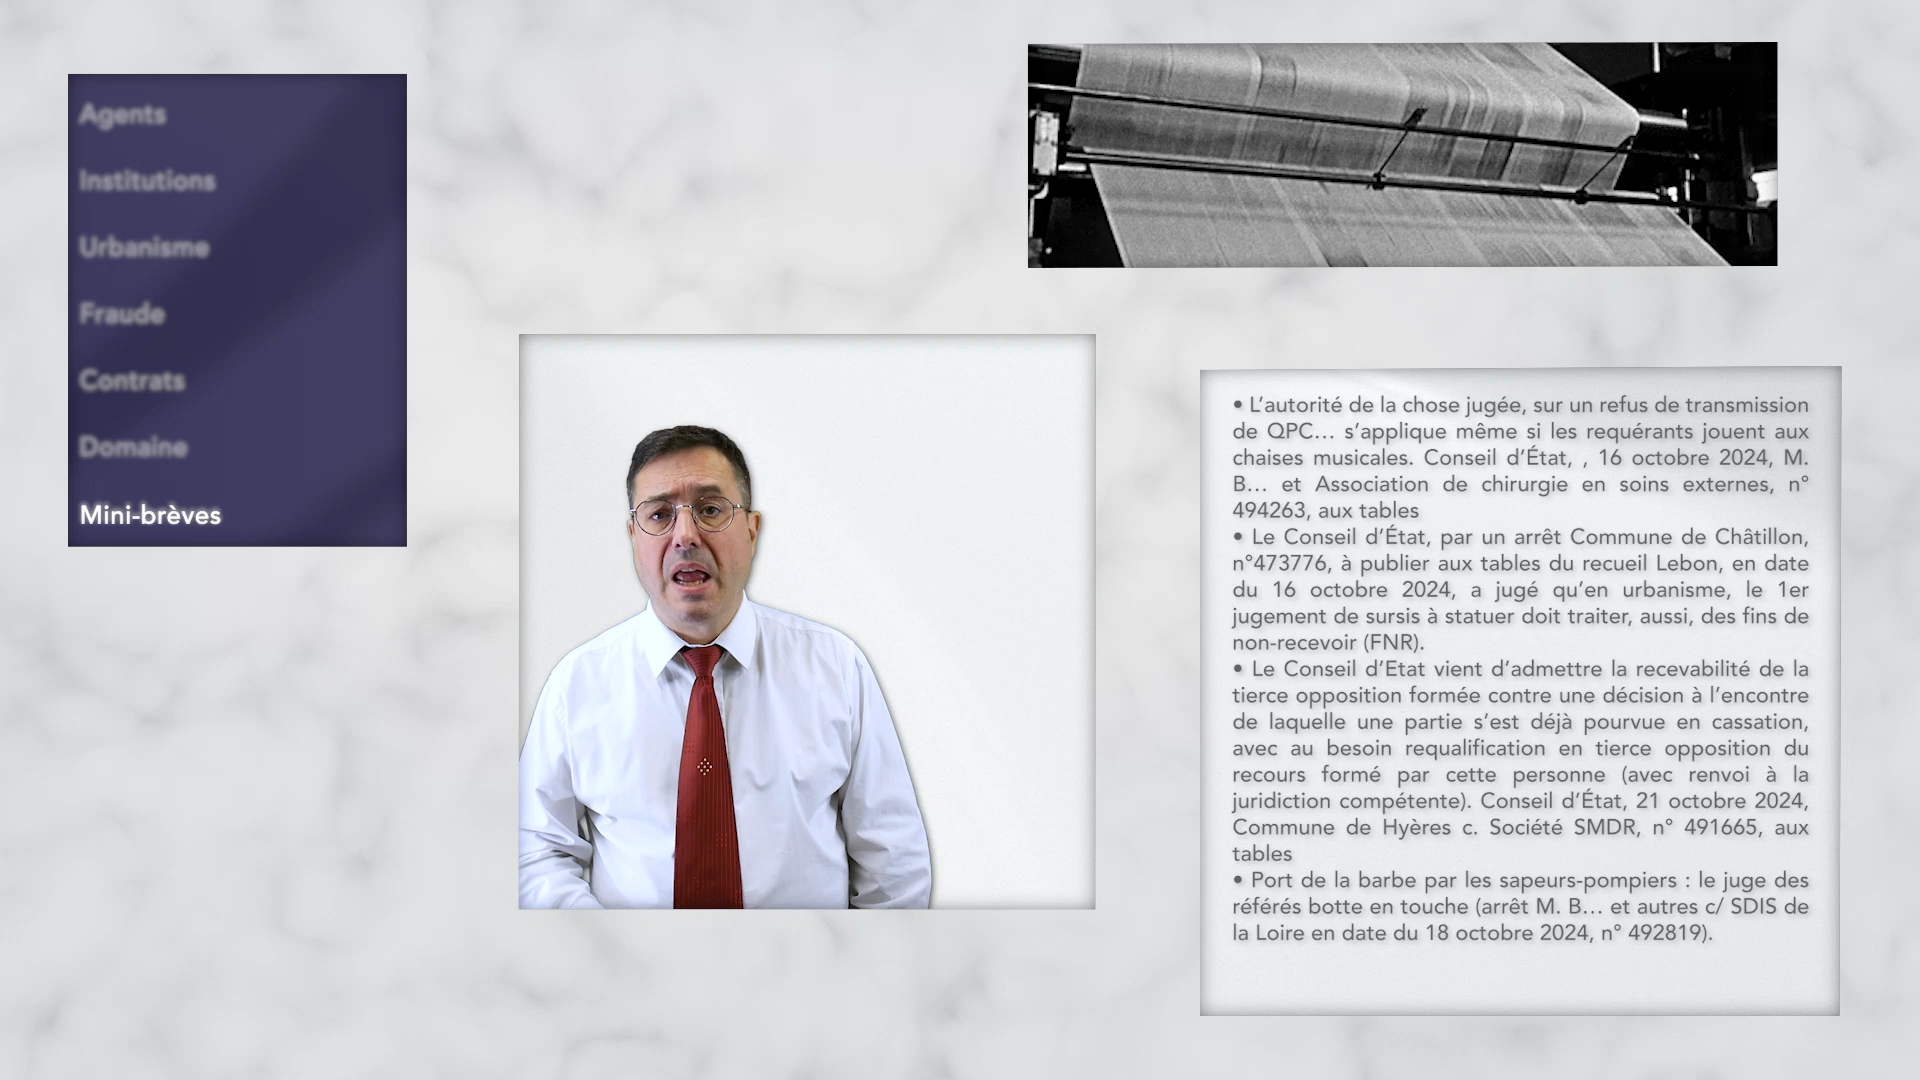 Agents
Institutions
Urbanisme
Fraude
Contrats
Domaine
Mini-brèves
• L’autorité de la chose jugée, sur un refus de transmission
de QPC… s’applique même si les requérants jouent aux
chaises musicales. Conseil d’État, , 16 octobre 2024, M.
B… et Association de chirurgie en soins externes, n°
494263, aux tables
• Le Conseil d’État, par un arrêt Commune de Châtillon,
n°473776, à publier aux tables du recueil Lebon, en date
du 16 octobre 2024, a jugé qu’en urbanisme, le 1er
jugement de sursis à statuer doit traiter, aussi, des fins de
non-recevoir (FNR).
• Le Conseil d’Etat vient d’admettre la recevabilité de la
tierce opposition formée contre une décision à l’encontre
de laquelle une partie s’est déjà pourvue en cassation,
avec au besoin requalification en tierce opposition du
recours formé par cette personne (avec renvoi à la
juridiction compétente). Conseil d’État, 21 octobre 2024,
Commune de Hyères c. Société SMDR, n° 491665, aux
tables
• Port de la barbe par les sapeurs-pompiers : le juge des
référés botte en touche (arrêt M. B… et autres c/ SDIS de
la Loire en date du 18 octobre 2024, n° 492819).